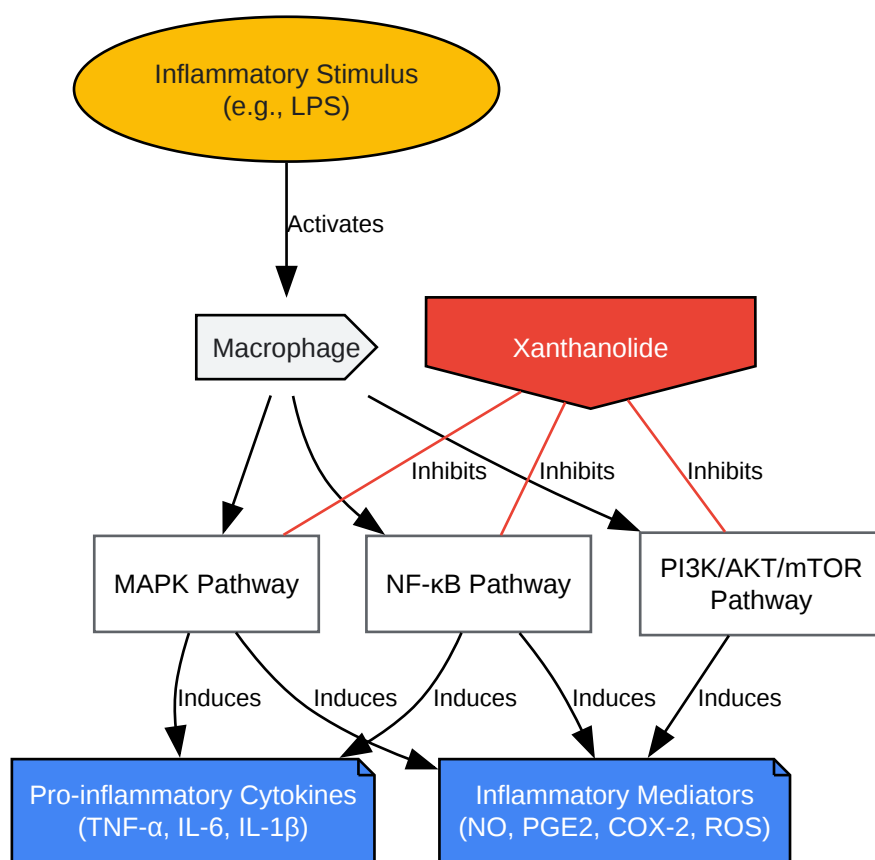 Inflammatory Stimulus
(e.g., LPS)
Activates
Macrophage
Xanthanolide
Inhibits
Inhibits
Inhibits
MAPK Pathway
NF-κB Pathway
PI3K/AKT/mTOR
Pathway
Induces
Induces
Induces
Induces
Induces
Pro-inflammatory Cytokines
(TNF-α, IL-6, IL-1β)
Inflammatory Mediators
(NO, PGE2, COX-2, ROS)